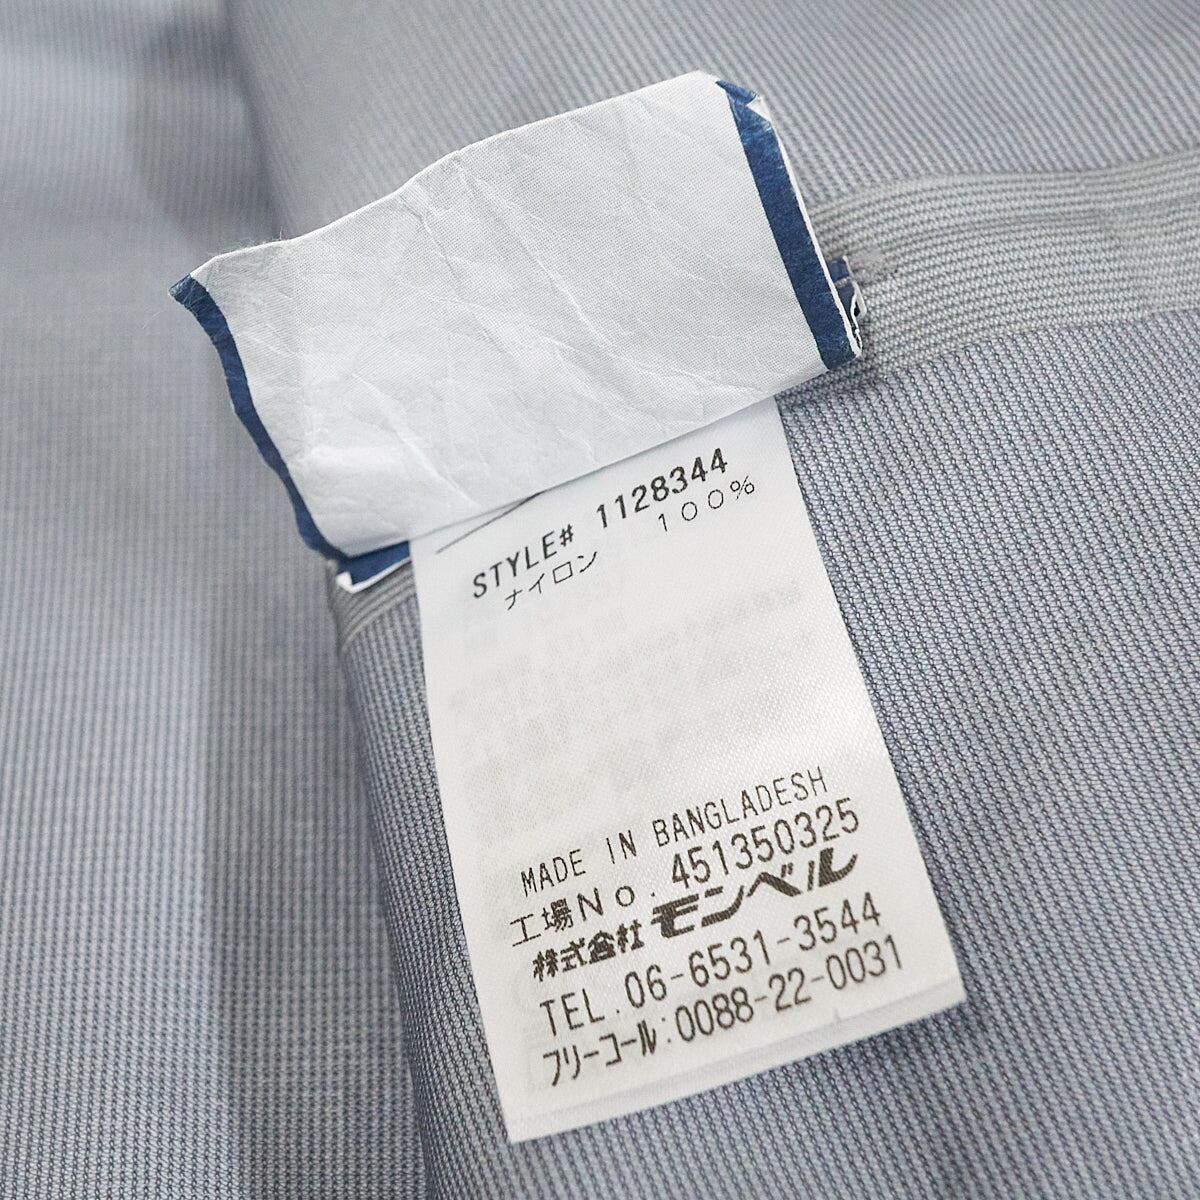 STYLE# 1128344
ナイロン 100%
MADE IN BANGLADESH
工場No.451350325
株式会社モンベル
TEL.06-6531-3544
フリーコール:0088-22-0031